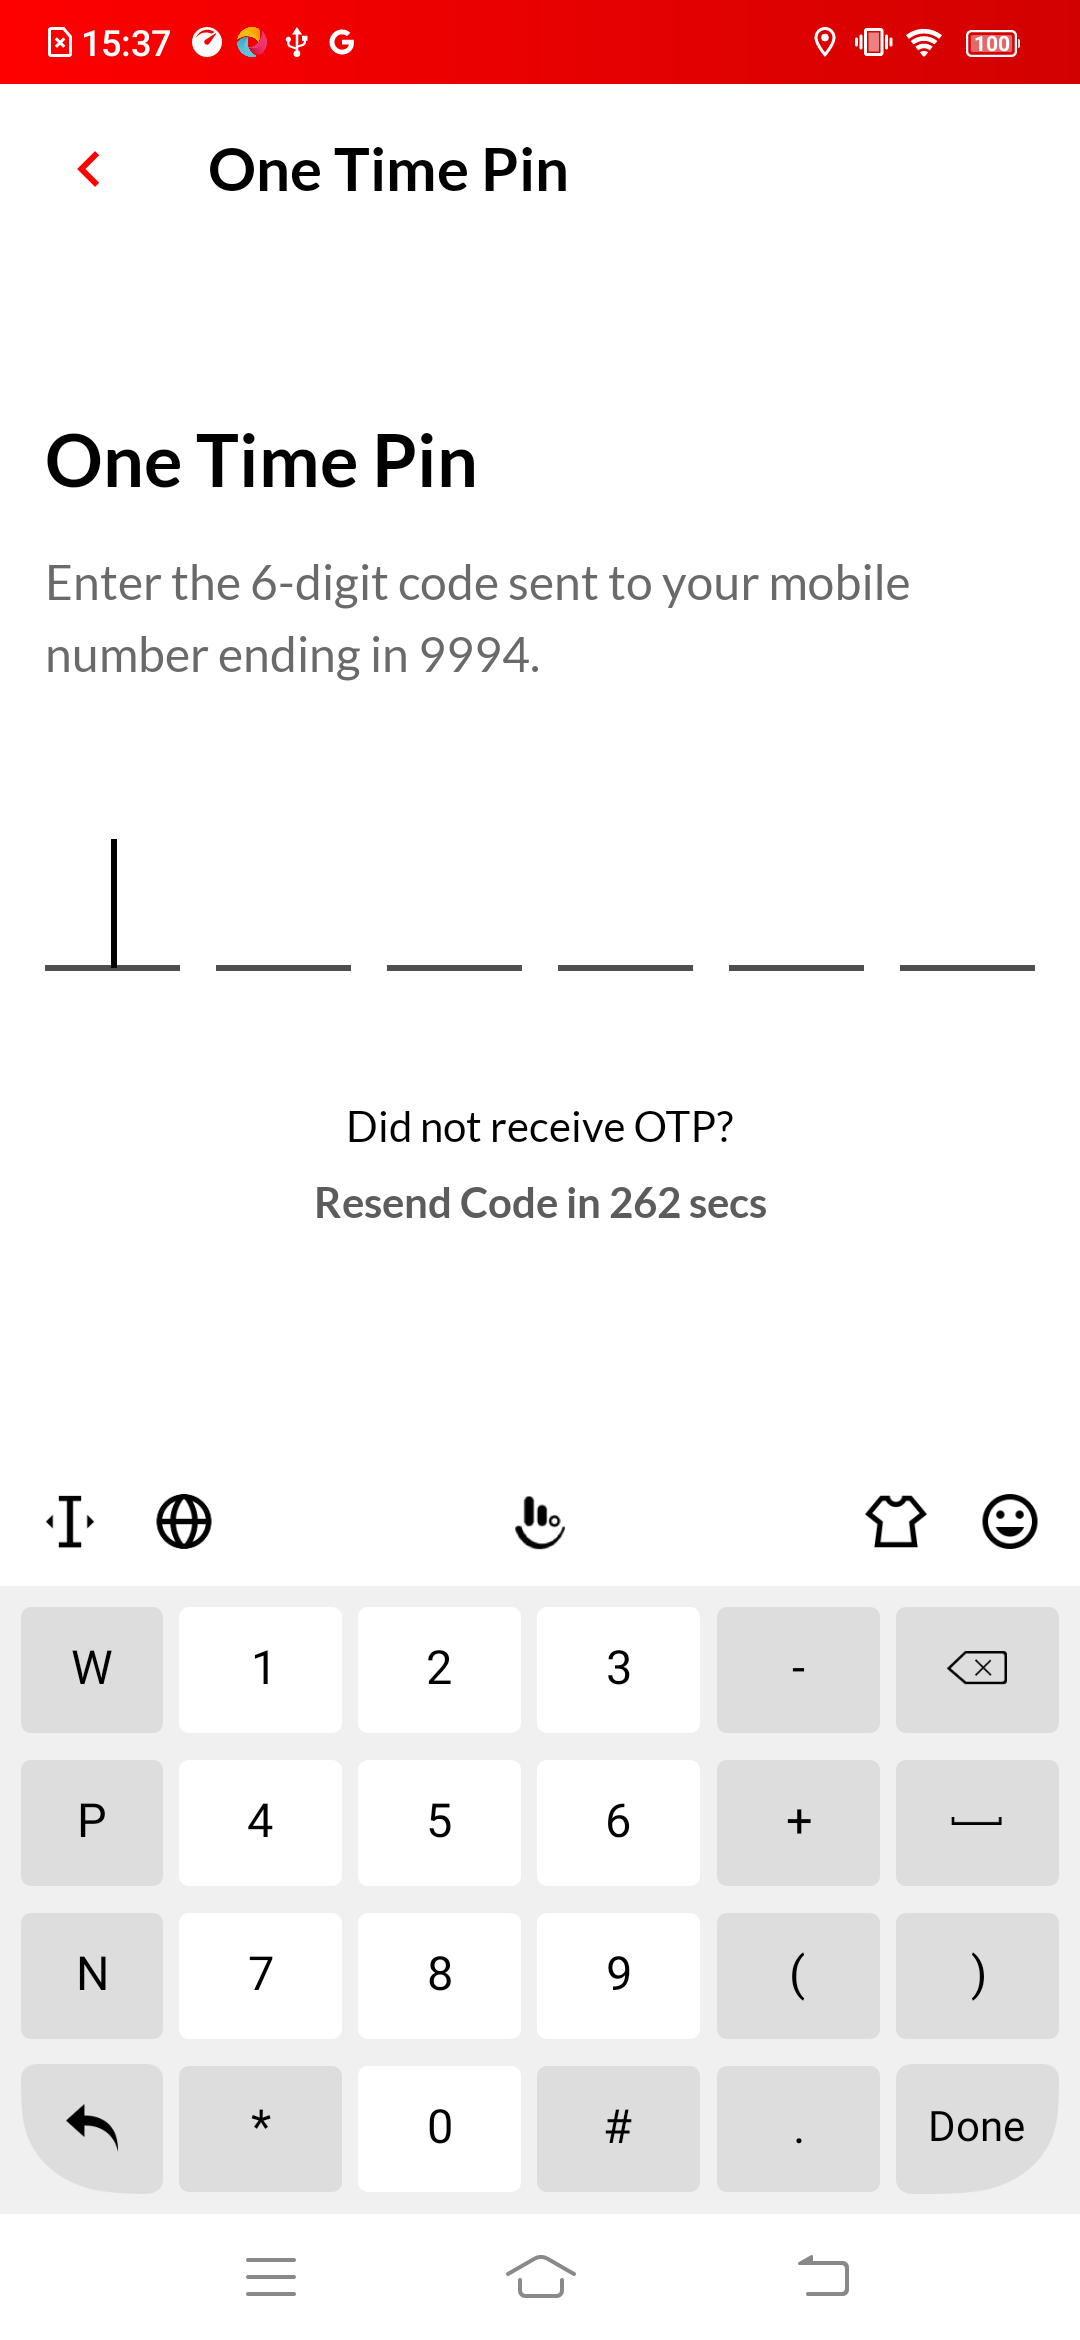 15:37
100
One Time Pin
One Time Pin
Enter the 6-digit code sent to your mobile
number ending in 9994.
Did not receive OTP?
Resend Code in 262 secs
W 1 2 3 -
P 4 5 6 +
N 7 8 9 ( )
* 0 # . Done